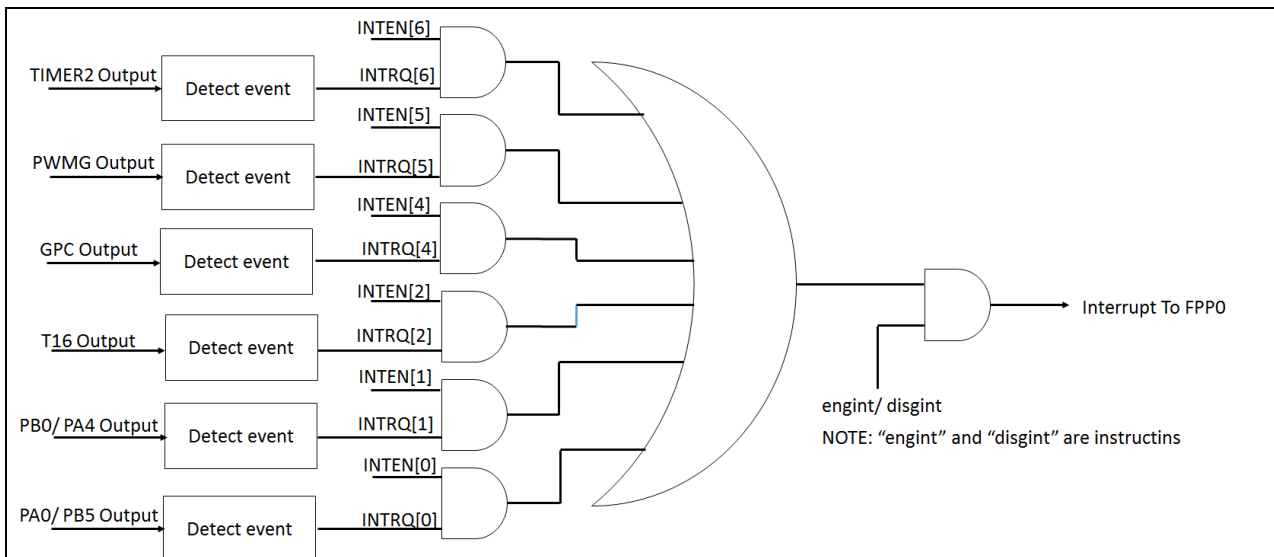 INTEN[6]
TIMER2 Output
Detect event
INTRQ[6]
INTEN[5]
PWMG Output
Detect event
INTRQ[5]
INTEN[4]
GPC Output
Detect event
INTRQ[4]
INTEN[2]
T16 Output
Detect event
INTRQ[2]
INTEN[1]
PB0/ PA4 Output
Detect event
INTRQ[1]
INTEN[0]
PA0/ PB5 Output
Detect event
INTRQ[0]
Interrupt To FPP0
engint/ disgint
NOTE: “engint” and “disgint” are instructins